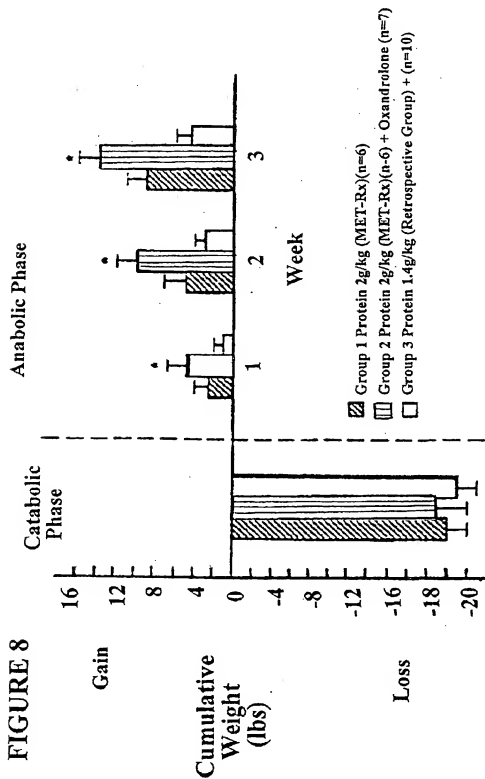 FIGURE 8
Catabolic
Phase
Anabolic Phase
Gain
Cumulative
Weight
(lbs)
Loss
16
12
8
4
0
-4
-8
-12
-16
-18
-20
*
*
*
1
2
3
Week
Group 1 Protein 2g/kg (MET-Rx)(n=6)
Group 2 Protein 2g/kg (MET-Rx)(n-6) + Oxandrolone (n=7)
Group 3 Protein 1.4g/kg (Retrospective Group) + (n=10)